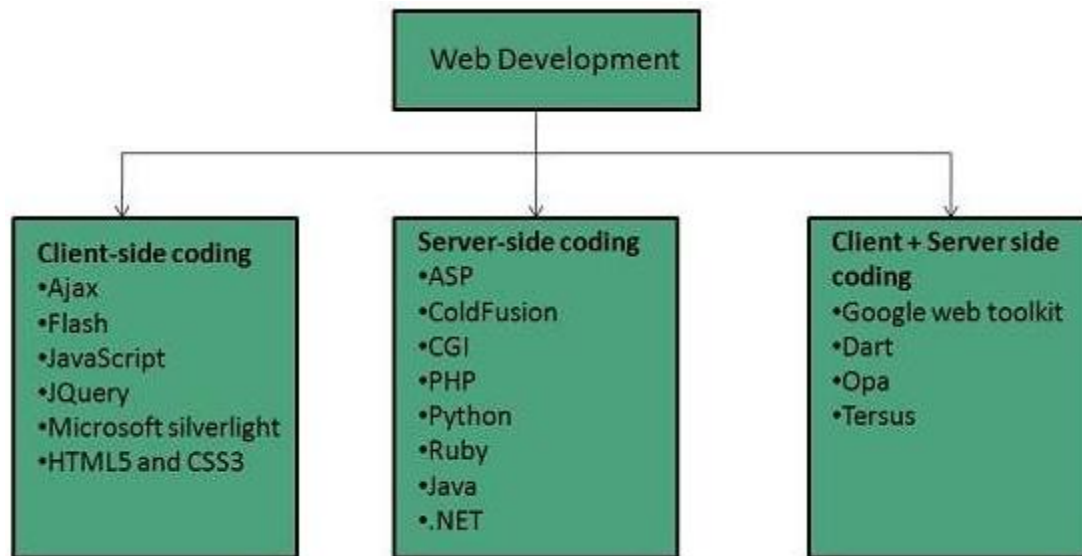 Web Development
Client-side coding
•Ajax
•Flash
•JavaScript
•JQuery
•Microsoft silverlight
•HTML5 and CSS3
Server-side coding
•ASP
•ColdFusion
•CGI
•PHP
•Python
•Ruby
•Java
•.NET
Client + Server side
coding
•Google web toolkit
•Dart
•Opa
•Tersus